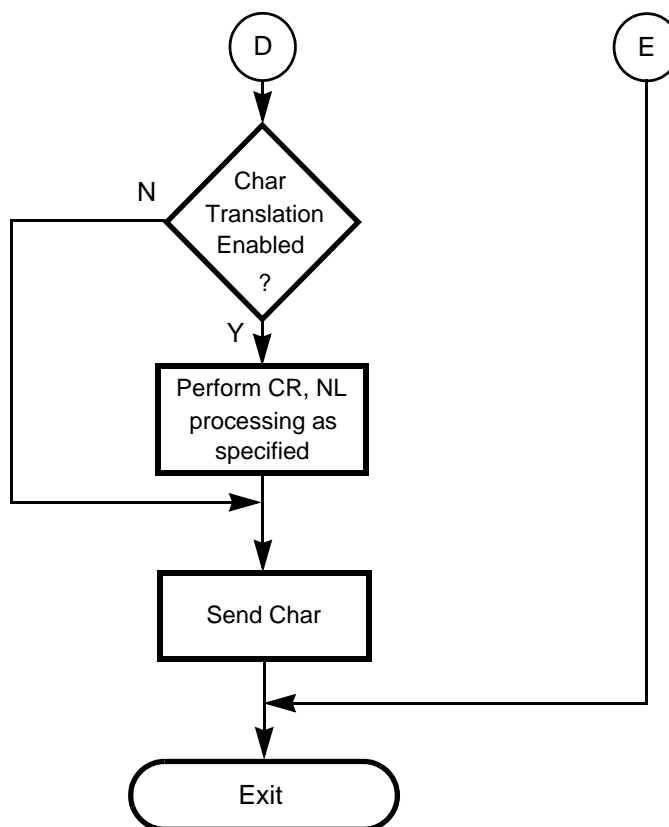 D
E
N
Char
Translation
Enabled
?
Y
Perform CR, NL
processing as
specified
Send Char
Exit